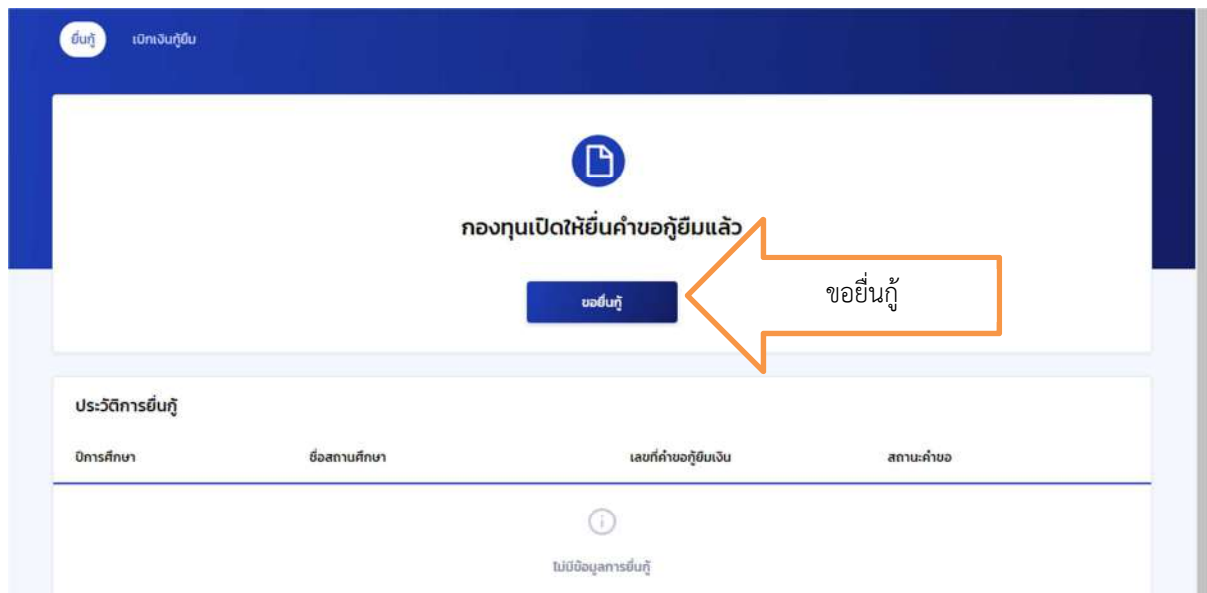 ยื่นกู้ เบิกเงินกู้ยืม
กองทุนเปิดให้ยื่นคำขอกู้ยืมแล้ว
ขอยื่นกู้
ขอยื่นกู้
ประวัติการยื่นกู้
ปีการศึกษา ชื่อสถานศึกษา เลขที่คำขอกู้ยืมเงิน สถานะคำขอ
ไม่มีข้อมูลการยื่นกู้